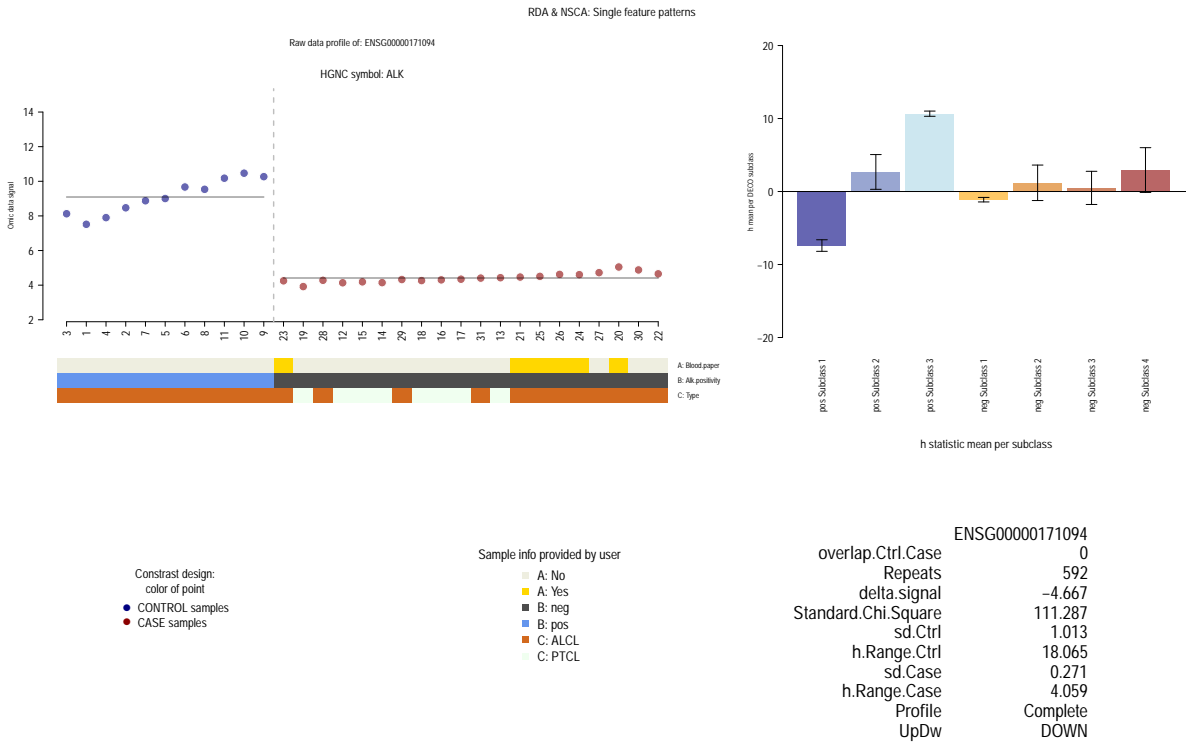 RDA & NSCA: Single feature patterns
Raw data profile of: ENSG00000171094
HGNC symbol: ALK
Omic data signal
14
12
10
8
6
4
2
3 1 4 2 7 5 6 8 11 10 9 23 19 28 12 15 14 29 18 16 17 31 13 21 25 26 24 27 20 30 22
A: Blood.paper
B: Alk.positivity
C: Type
h mean per DECO subclass
20
10
0
−10
−20
pos Subclass 1
pos Subclass 2
pos Subclass 3
neg Subclass 1
neg Subclass 2
neg Subclass 3
neg Subclass 4
h statistic mean per subclass
Constrast design:
color of point
CONTROL samples
CASE samples
Sample info provided by user
A: No
A: Yes
B: neg
B: pos
C: ALCL
C: PTCL
ENSG00000171094
overlap.Ctrl.Case 0
Repeats 592
delta.signal −4.667
Standard.Chi.Square 111.287
sd.Ctrl 1.013
h.Range.Ctrl 18.065
sd.Case 0.271
h.Range.Case 4.059
Profile Complete
UpDw DOWN